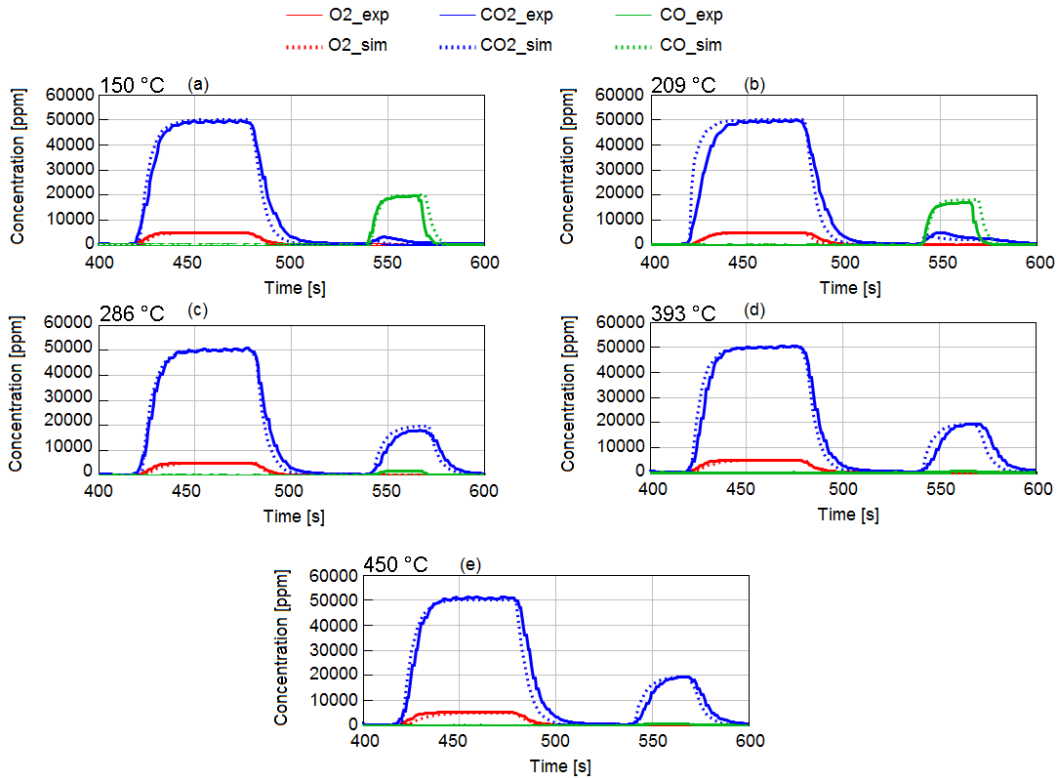 O2_exp CO2_exp CO_exp
O2_sim CO2_sim CO_sim
150 °C (a)
Concentration [ppm]
60000
50000
40000
30000
20000
10000
0
400 450 500 550 600
Time [s]
209 °C (b)
Concentration [ppm]
60000
50000
40000
30000
20000
10000
0
400 450 500 550 600
Time [s]
286 °C (c)
Concentration [ppm]
60000
50000
40000
30000
20000
10000
0
400 450 500 550 600
Time [s]
393 °C (d)
Concentration [ppm]
60000
50000
40000
30000
20000
10000
0
400 450 500 550 600
Time [s]
450 °C (e)
Concentration [ppm]
60000
50000
40000
30000
20000
10000
0
400 450 500 550 600
Time [s]